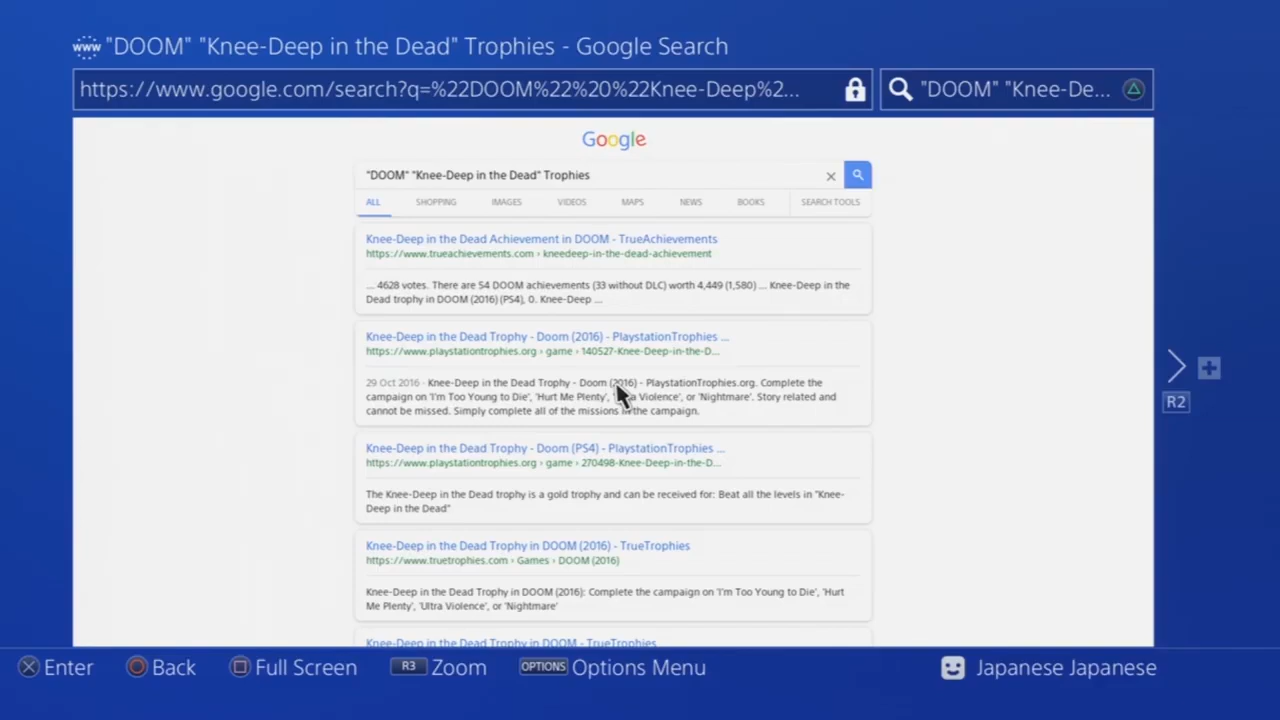 "DOOM" "Knee-Deep in the Dead" Trophies - Google Search
https://www.google.com/search?q=%22DOOM%22%20%22Knee-Deep%2...
"DOOM" "Knee-De...
Google
"DOOM" "Knee-Deep in the Dead" Trophies
ALL SHOPPING IMAGES VIDEOS MAPS NEWS BOOKS SEARCH TOOLS
Knee-Deep in the Dead Achievement in DOOM - TrueAchievements
https://www.trueachievements.com › kneedeep-in-the-dead-achievement
... 4628 votes. There are 54 DOOM achievements (33 without DLC) worth 4,449 (1,580) ... Knee-Deep in the
Dead trophy in DOOM (2016) (PS4), 0. Knee-Deep ...
Knee-Deep in the Dead Trophy - Doom (2016) - PlaystationTrophies ...
https://www.playstationtrophies.org › game › 140527-Knee-Deep-in-the-D...
29 Oct 2016 - Knee-Deep in the Dead Trophy - Doom (2016) - PlaystationTrophies.org. Complete the
campaign on 'I'm Too Young to Die', 'Hurt Me Plenty', 'Ultra Violence', or 'Nightmare'. Story related and
cannot be missed. Simply complete all of the missions in the campaign.
Knee-Deep in the Dead Trophy - Doom (PS4) - PlaystationTrophies ...
https://www.playstationtrophies.org › game › 270498-Knee-Deep-in-the-D...
The Knee-Deep in the Dead trophy is a gold trophy and can be received for: Beat all the levels in "Knee-
Deep in the Dead"
Knee-Deep in the Dead Trophy in DOOM (2016) - TrueTrophies
https://www.truetrophies.com › Games › DOOM (2016)
Knee-Deep in the Dead Trophy in DOOM (2016): Complete the campaign on 'I'm Too Young to Die', 'Hurt
Me Plenty', 'Ultra Violence', or 'Nightmare'
Knee-Deep in the Dead Trophy in DOOM - TrueTrophies
R2
Enter Back Full Screen R3 Zoom OPTIONS Options Menu Japanese Japanese